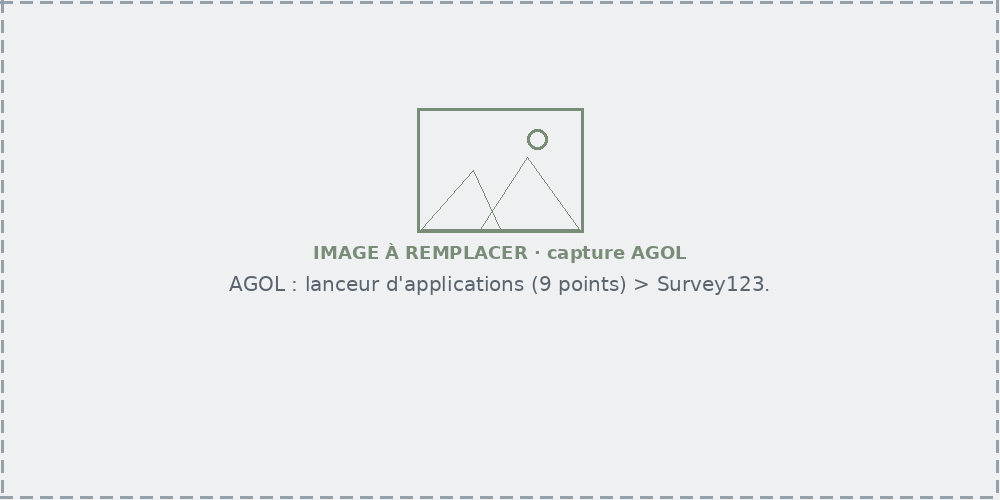 IMAGE À REMPLACER · capture AGOL
AGOL : lanceur d'applications (9 points) > Survey123.